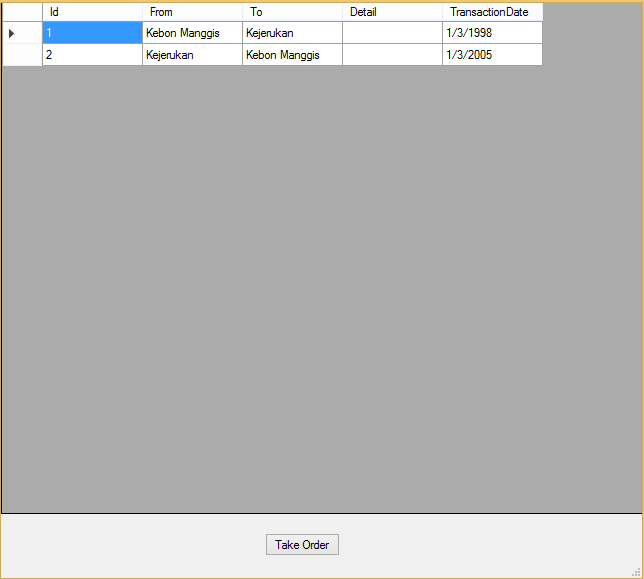 Id From To Detail TransactionDate
1 Kebon Manggis Kejerukan 1/3/1998
2 Kejerukan Kebon Manggis 1/3/2005
Take Order